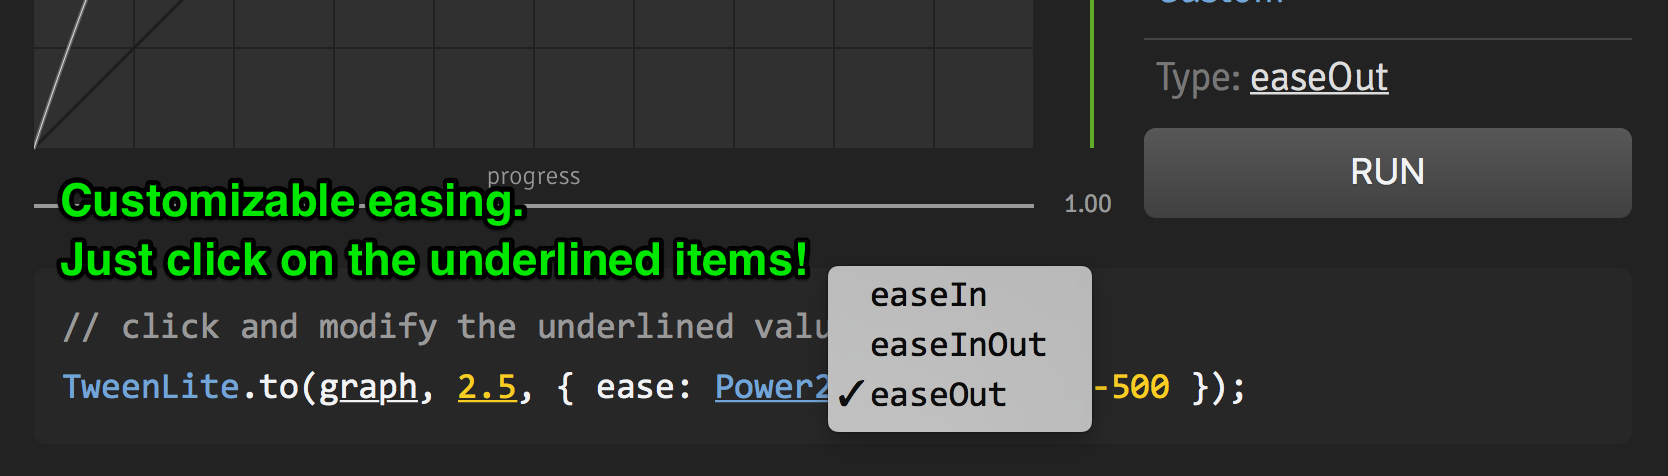 Type: easeOut
RUN
progress
1.00
Customizable easing.
Just click on the underlined items!
easeIn
easeInOut
✓easeOut
// click and modify the underlined valu
TweenLite.to(graph, 2.5, { ease: Power2 -500 });